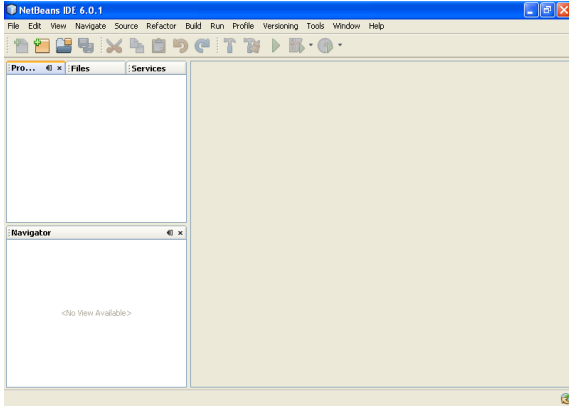 NetBeans IDE 6.0.1
File Edit View Navigate Source Refactor Build Run Profile Versioning Tools Window Help
Pro... Files Services
Navigator
<No View Available>